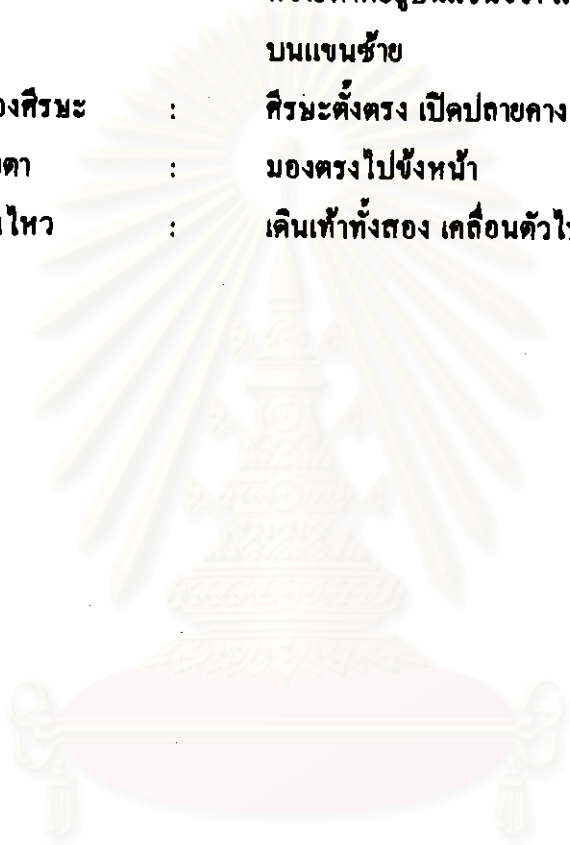 บนแขนซ้าย
องศีรษะ : ศีรษะตั้งตรง เปิดปลายคาง
ตา : มองตรงไปข้างหน้า
ไหว : เดินเท้าทั้งสอง เคลื่อนตัวไ